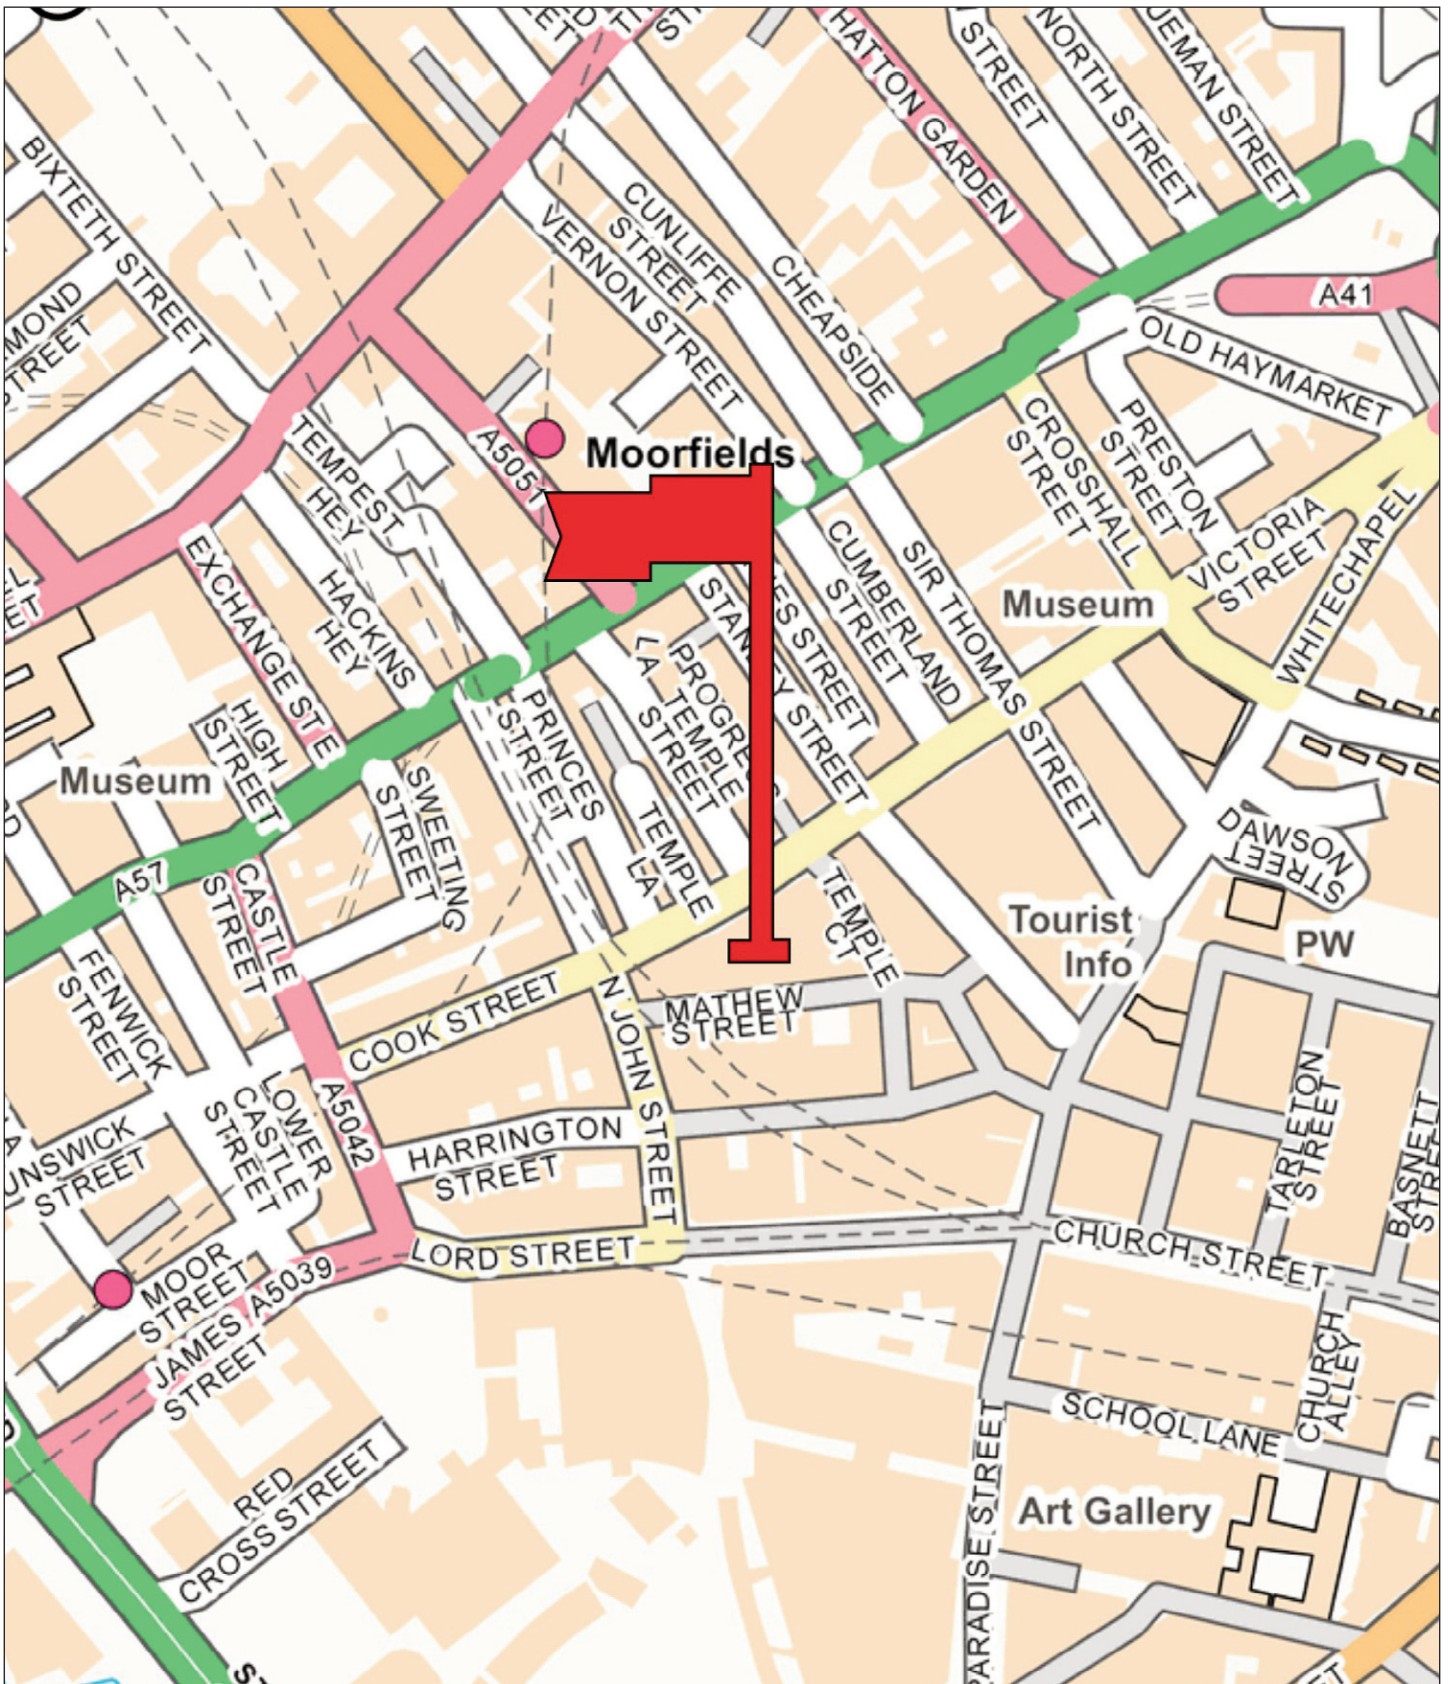 HATTON GARDEN
STREET
NORTH STREET
BIXTETH STREET
CUNLIFFE
STREET
VERNON STREET
CHEAPSIDE
A41
OLD HAYMARKET
STREET
A5051
Moorfields
TEMPEST
HEY
CROSSHALL
STREET
PRESTON
STREET
VICTORIA
STREET
WHITECHAPEL
EXCHANGE ST E
HACKINS
HEY
CUMBERLAND
STREET
SIR THOMAS STREET
Museum
HIGH
STREET
Museum
PRINCES
STREET
LA
TEMPLE
STREET
STREET
SWEETING
STREET
TEMPLE
LA
DAWSON
STREET
A57
CASTLE
STREET
TEMPLE
CT
Tourist
Info
PW
FENWICK
STREET
COOK STREET
MATHEW
STREET
N JOHN STREET
LOWER
CASTLE
STREET
A5042
HARRINGTON
STREET
TARLETON
STREET
BASNETT
STREET
LORD STREET
CHURCH STREET
MOOR
STREET
JAMES
STREET
A5039
CHURCH
ALLEY
SCHOOL LANE
PARADISE STREET
Art Gallery
RED
CROSS STREET